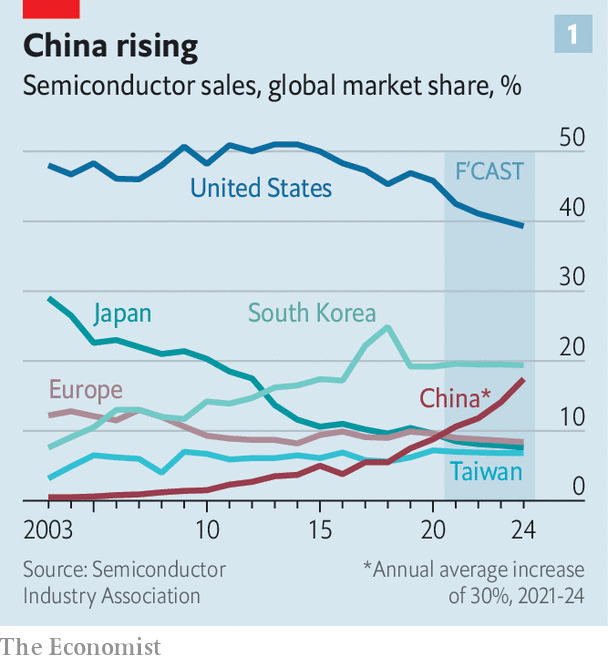 China rising
1
Semiconductor sales, global market share, %
50
F'CAST
United States
40
30
Japan
South Korea
20
Europe
China*
10
Taiwan
0
2003
10
15
20
24
Source: Semiconductor
Industry Association
*Annual average increase
of 30%, 2021-24
The Economist